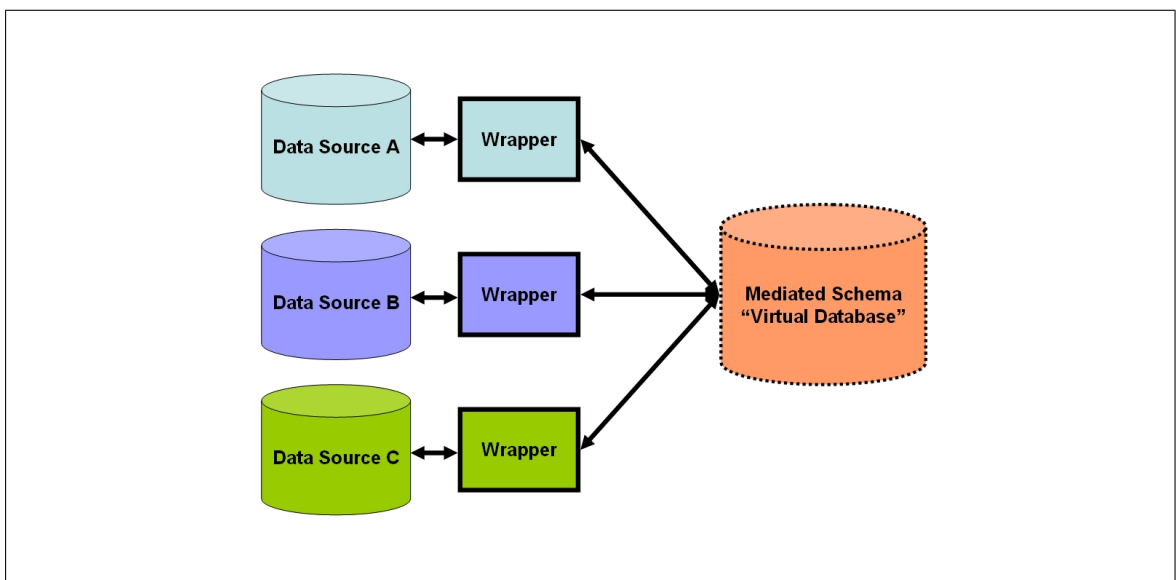 Data Source A
Wrapper
Data Source B
Wrapper
Mediated Schema
“Virtual Database”
Data Source C
Wrapper